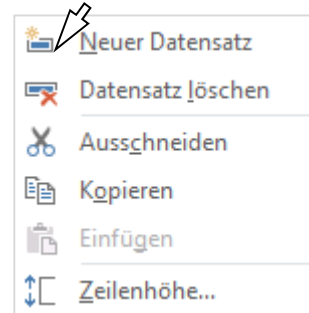 Neuer Datensatz
Datensatz löschen
Ausschneiden
Kopieren
Einfügen
Zeilenhöhe...